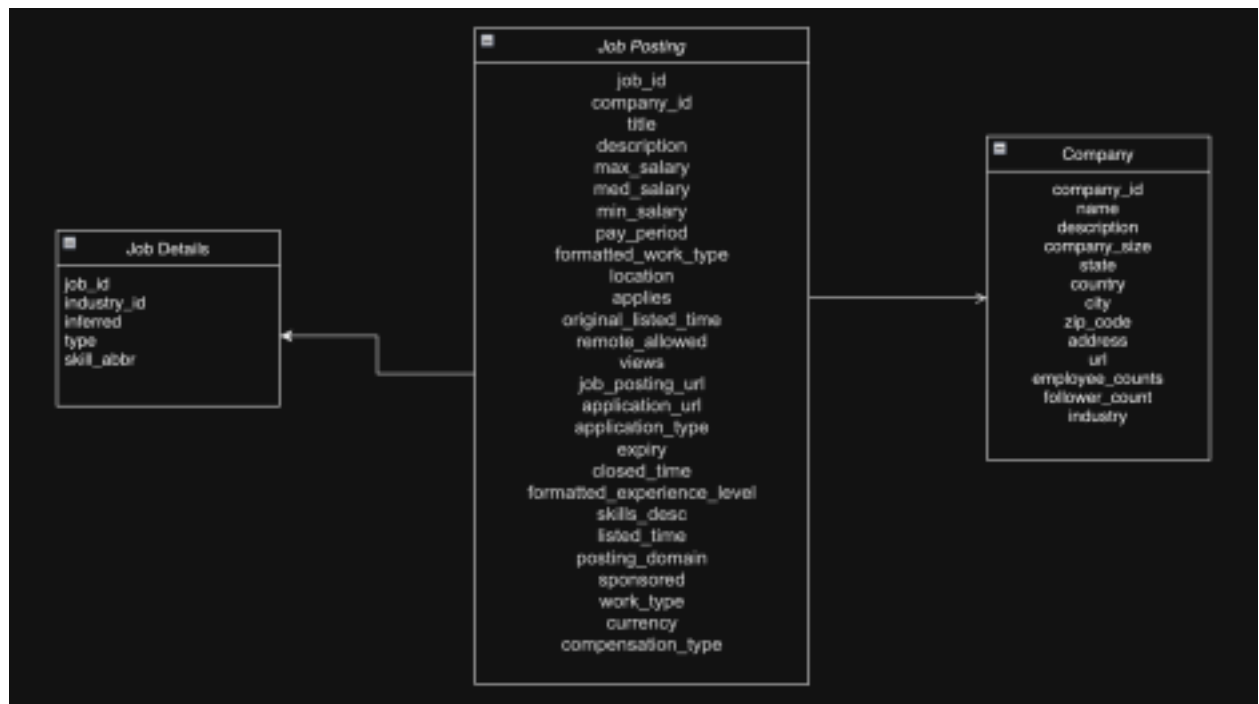 Job Details
job_id
industry_id
inferred
type
skill_abbr
Job Posting
job_id
company_id
title
description
max_salary
med_salary
min_salary
pay_period
formatted_work_type
location
applies
original_listed_time
remote_allowed
views
job_posting_url
application_url
application_type
expiry
closed_time
formatted_experience_level
skills_desc
listed_time
posting_domain
sponsored
work_type
currency
compensation_type
Company
company_id
name
description
company_size
state
country
city
zip_code
address
url
employee_counts
follower_count
industry